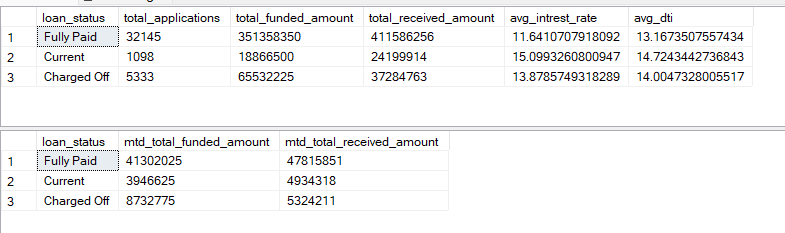 loan_status total_applications total_funded_amount total_received_amount avg_intrest_rate avg_dti
1 Fully Paid 32145 351358350 411586256 11.6410707918092 13.1673507557434
2 Current 1098 18866500 24199914 15.0993260800947 14.7243442736843
3 Charged Off 5333 65532225 37284763 13.8785749318289 14.0047328005517
loan_status mtd_total_funded_amount mtd_total_received_amount
1 Fully Paid 41302025 47815851
2 Current 3946625 4934318
3 Charged Off 8732775 5324211